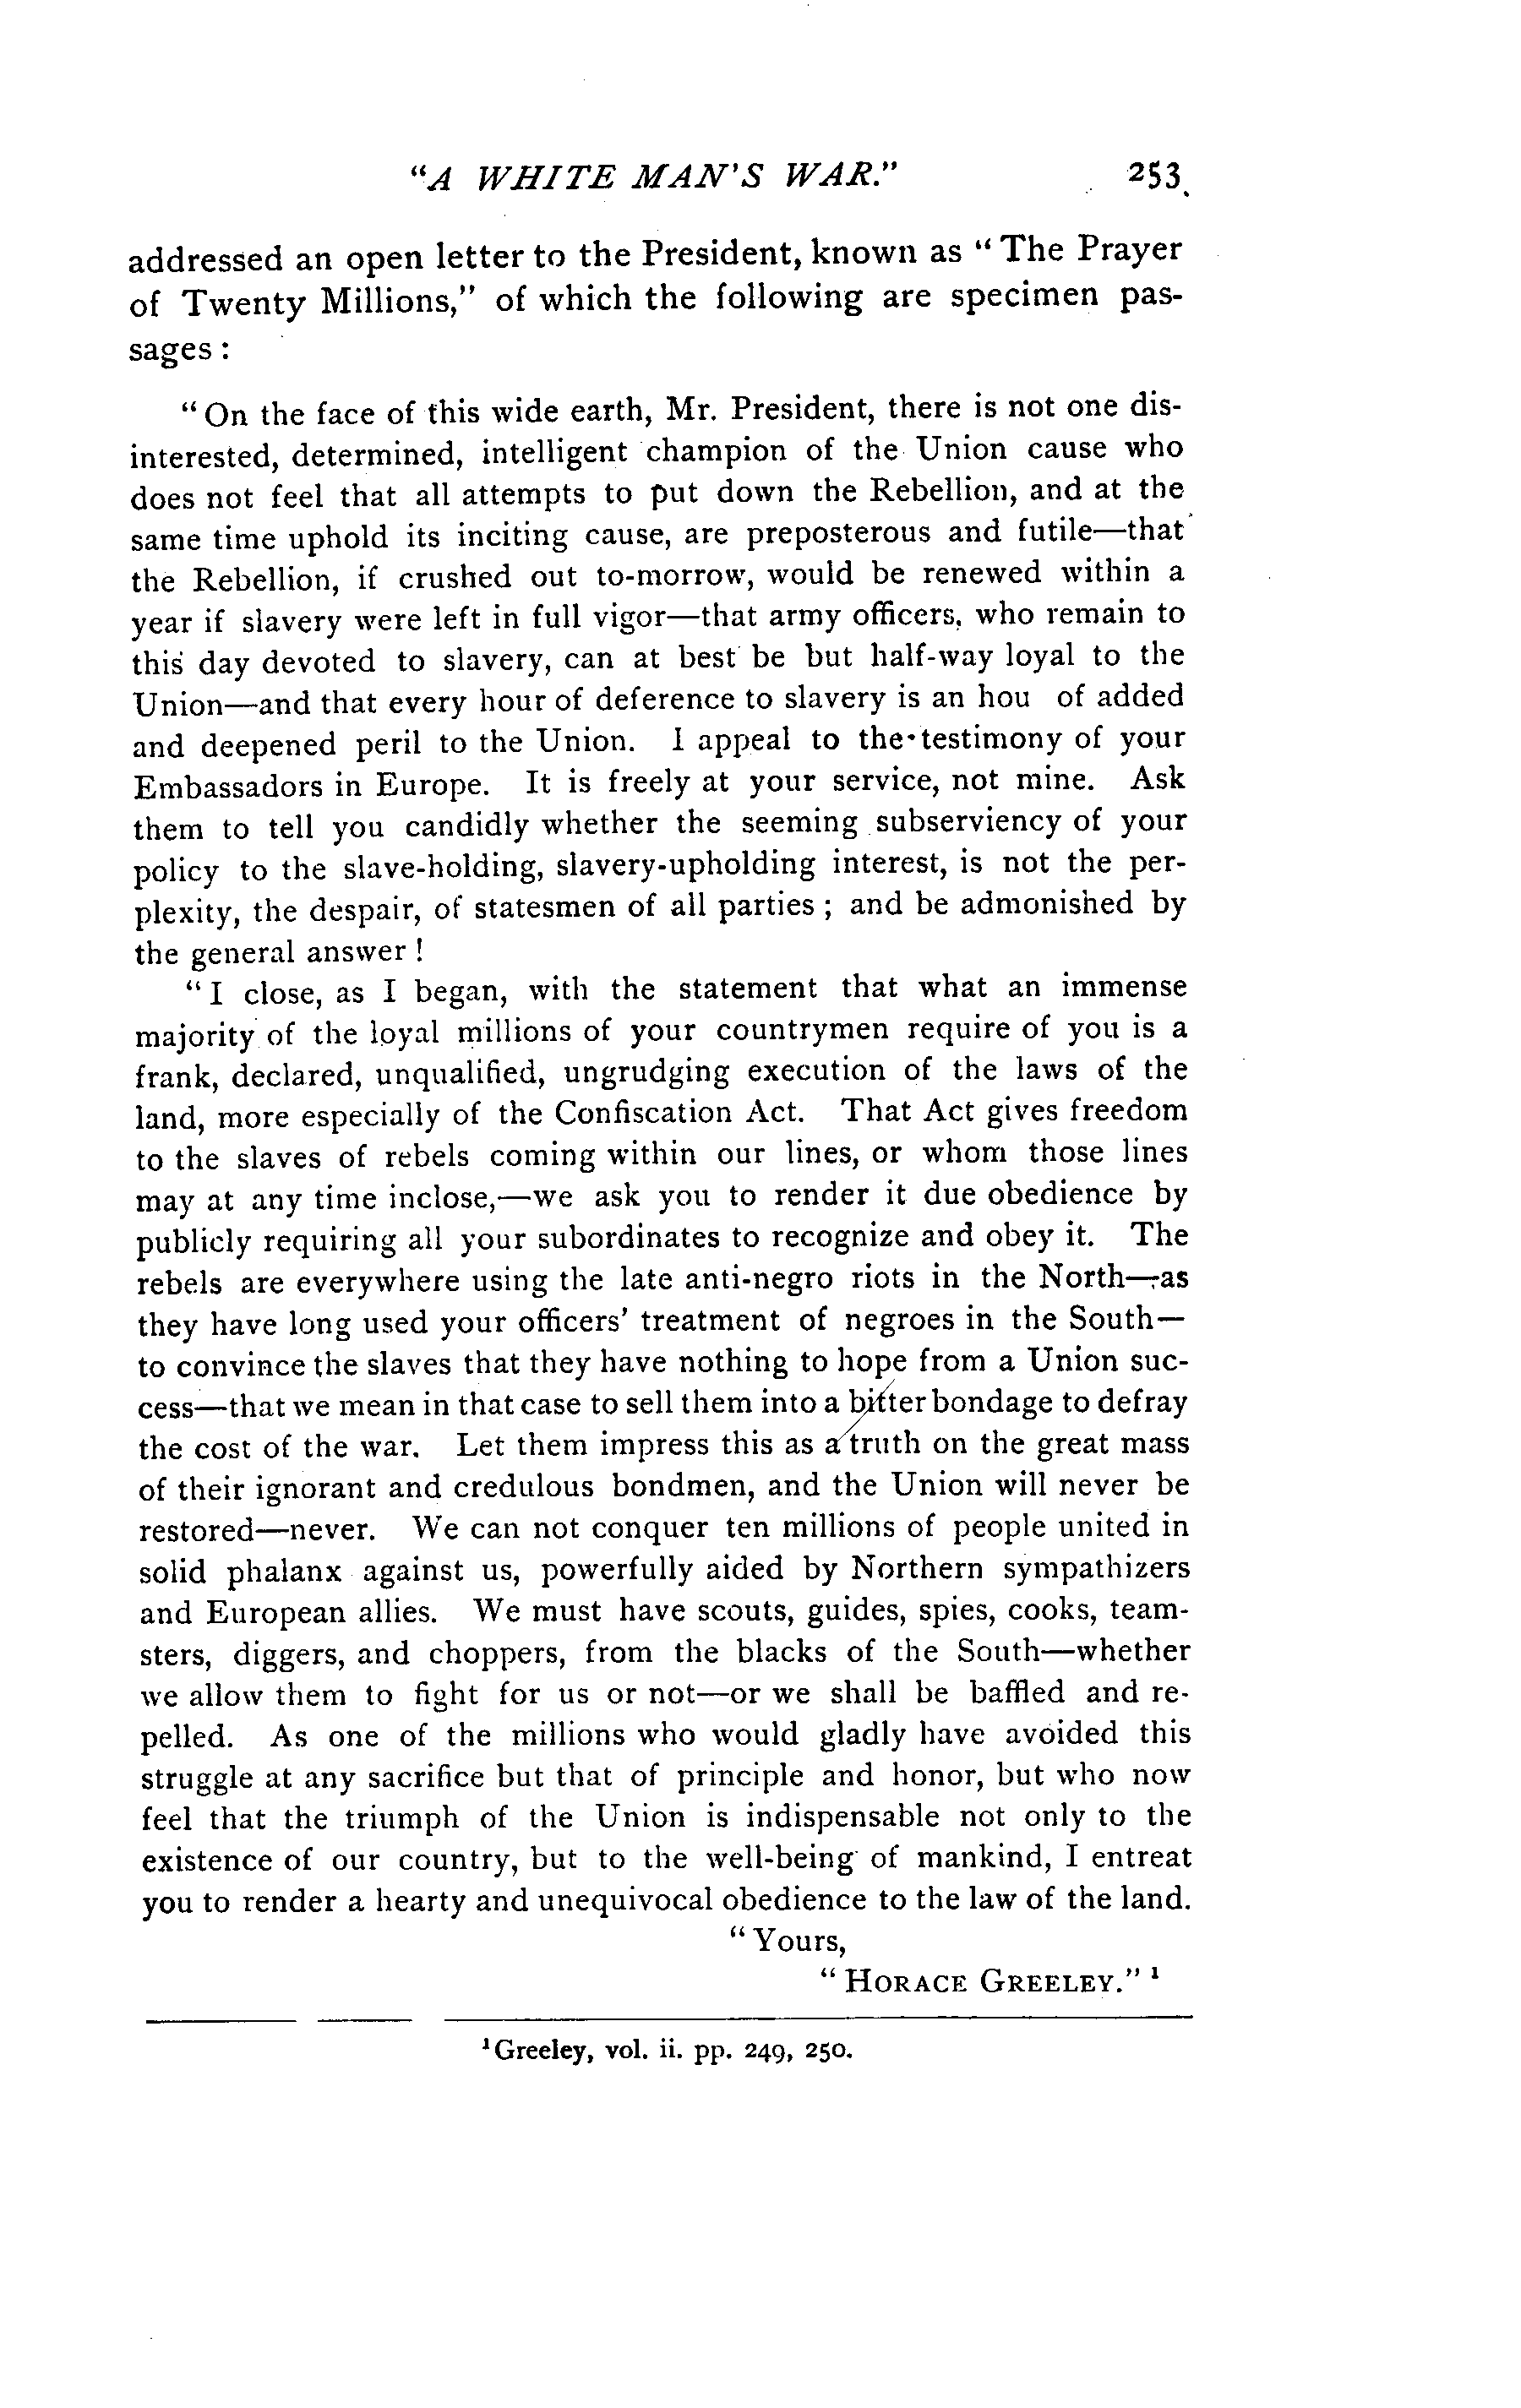 "A WHITE MAN'S WAR." 253.
addressed an open letter to the President, known as "The Prayer
of Twenty Millions," of which the following are specimen pas-
sages:
"On the face of this wide earth, Mr. President, there is not one dis-
interested, determined, intelligent champion of the Union cause who
does not feel that all attempts to put down the Rebellion, and at the
same time uphold its inciting cause, are preposterous and futile—that
the Rebellion, if crushed out to-morrow, would be renewed within a
year if slavery were left in full vigor—that army officers, who remain to
this day devoted to slavery, can at best be but half-way loyal to the
Union—and that every hour of deference to slavery is an hou of added
and deepened peril to the Union. I appeal to the testimony of your
Embassadors in Europe. It is freely at your service, not mine. Ask
them to tell you candidly whether the seeming subserviency of your
policy to the slave-holding, slavery-upholding interest, is not the per-
plexity, the despair, of statesmen of all parties; and be admonished by
the general answer!
"I close, as I began, with the statement that what an immense
majority of the loyal millions of your countrymen require of you is a
frank, declared, unqualified, ungrudging execution of the laws of the
land, more especially of the Confiscation Act. That Act gives freedom
to the slaves of rebels coming within our lines, or whom those lines
may at any time inclose,—we ask you to render it due obedience by
publicly requiring all your subordinates to recognize and obey it. The
rebels are everywhere using the late anti-negro riots in the North—as
they have long used your officers' treatment of negroes in the South—
to convince the slaves that they have nothing to hope from a Union suc-
cess—that we mean in that case to sell them into a bitter bondage to defray
the cost of the war. Let them impress this as a truth on the great mass
of their ignorant and credulous bondmen, and the Union will never be
restored—never. We can not conquer ten millions of people united in
solid phalanx against us, powerfully aided by Northern sympathizers
and European allies. We must have scouts, guides, spies, cooks, team-
sters, diggers, and choppers, from the blacks of the South—whether
we allow them to fight for us or not—or we shall be baffled and re-
pelled. As one of the millions who would gladly have avoided this
struggle at any sacrifice but that of principle and honor, but who now
feel that the triumph of the Union is indispensable not only to the
existence of our country, but to the well-being of mankind, I entreat
you to render a hearty and unequivocal obedience to the law of the land.
"Yours,
"HORACE GREELEY." 1
1 Greeley, vol. ii. pp. 249, 250.